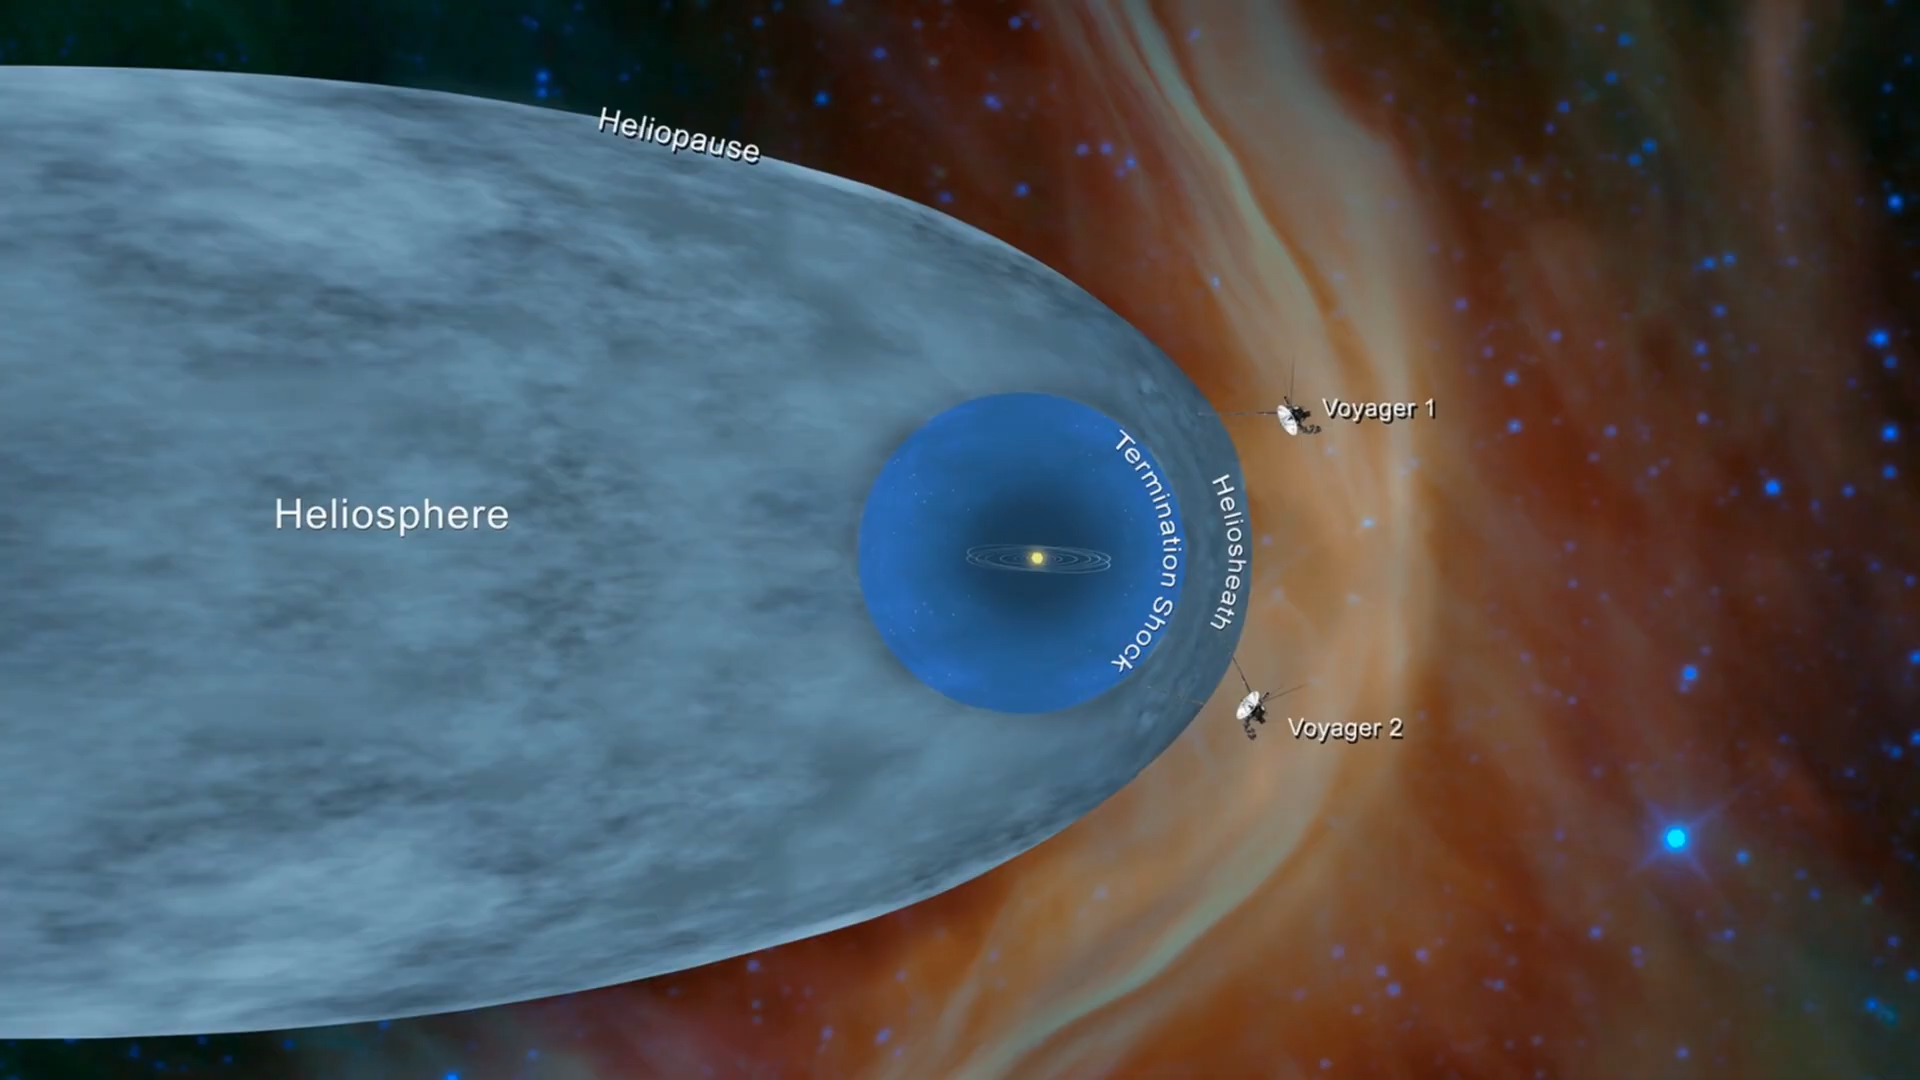 Heliopause
Voyager 1
Heliosphere
Termination Shock
Heliosheath
Voyager 2